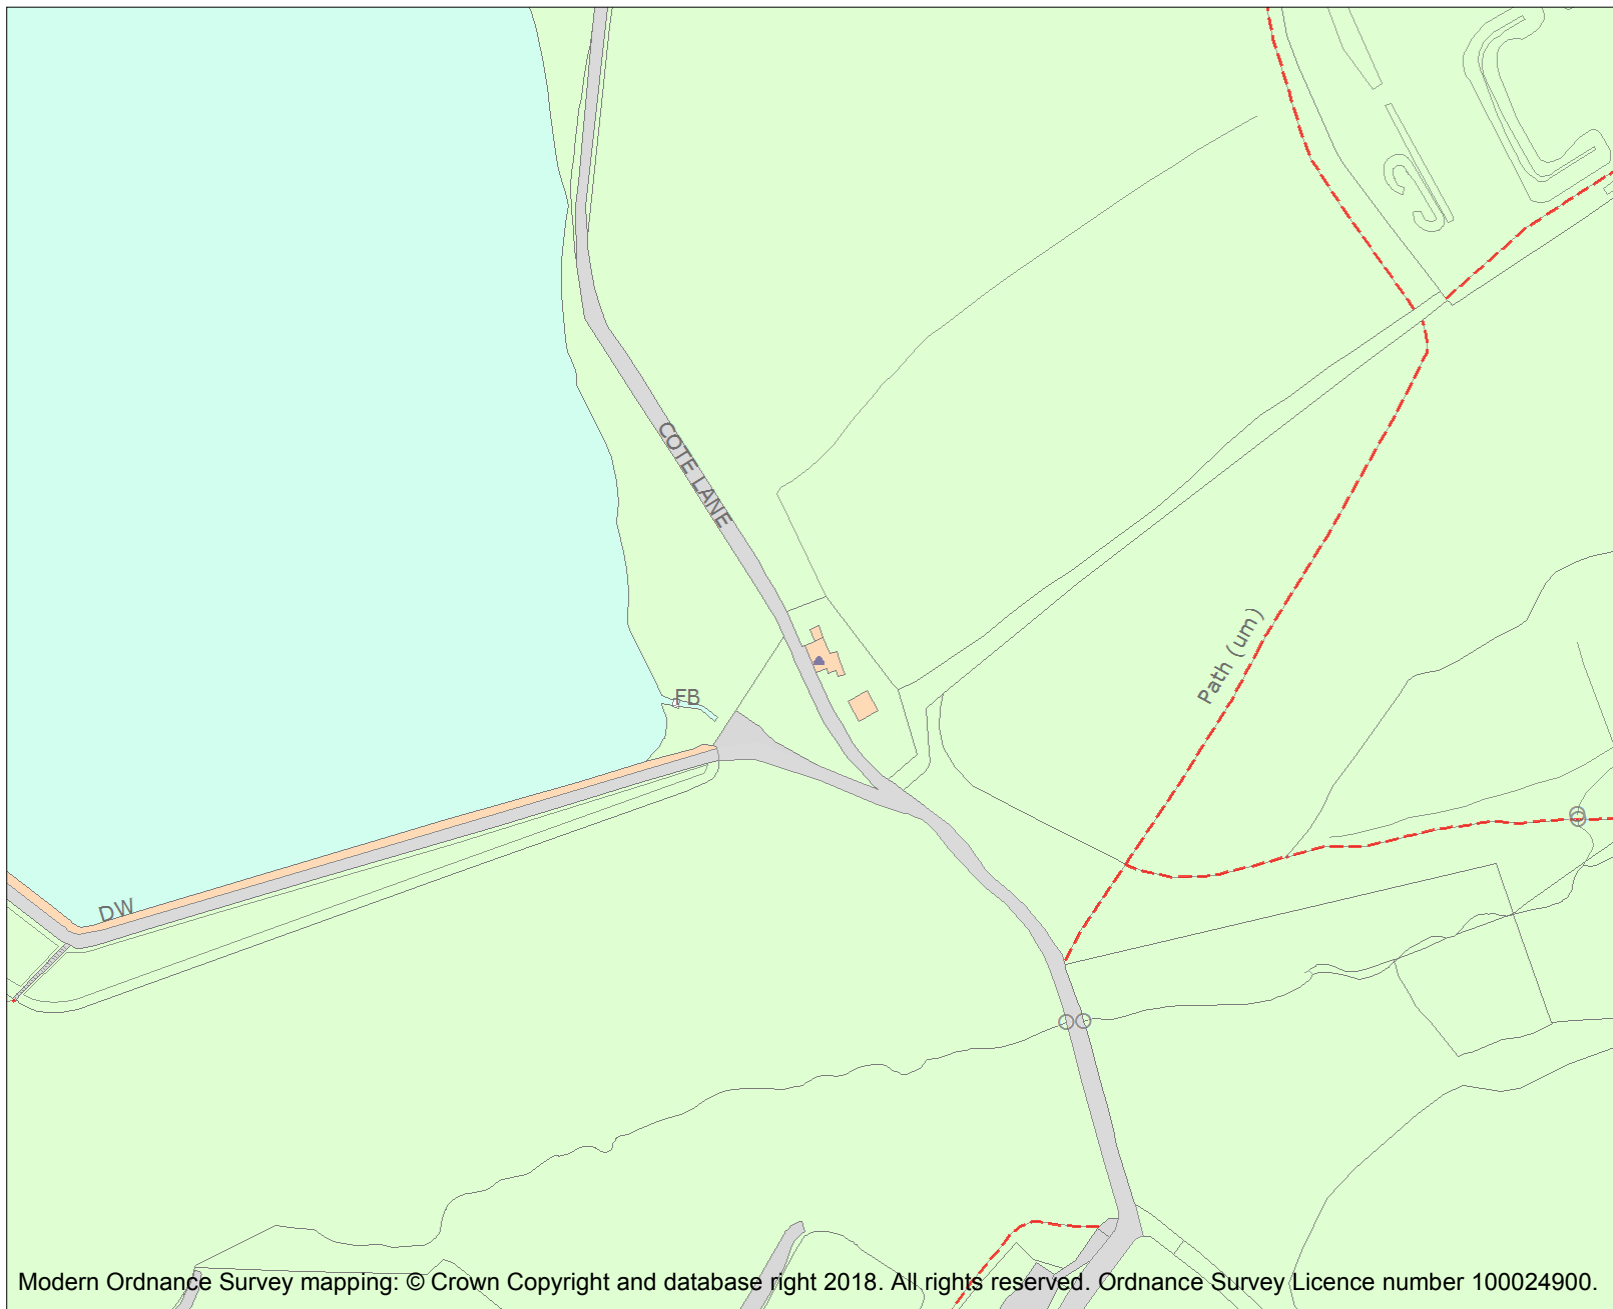 COTE LANE
Path (um)
FB
DW
Modern Ordnance Survey mapping: © Crown Copyright and database right 2018. All rights reserved. Ordnance Survey Licence number 100024900.